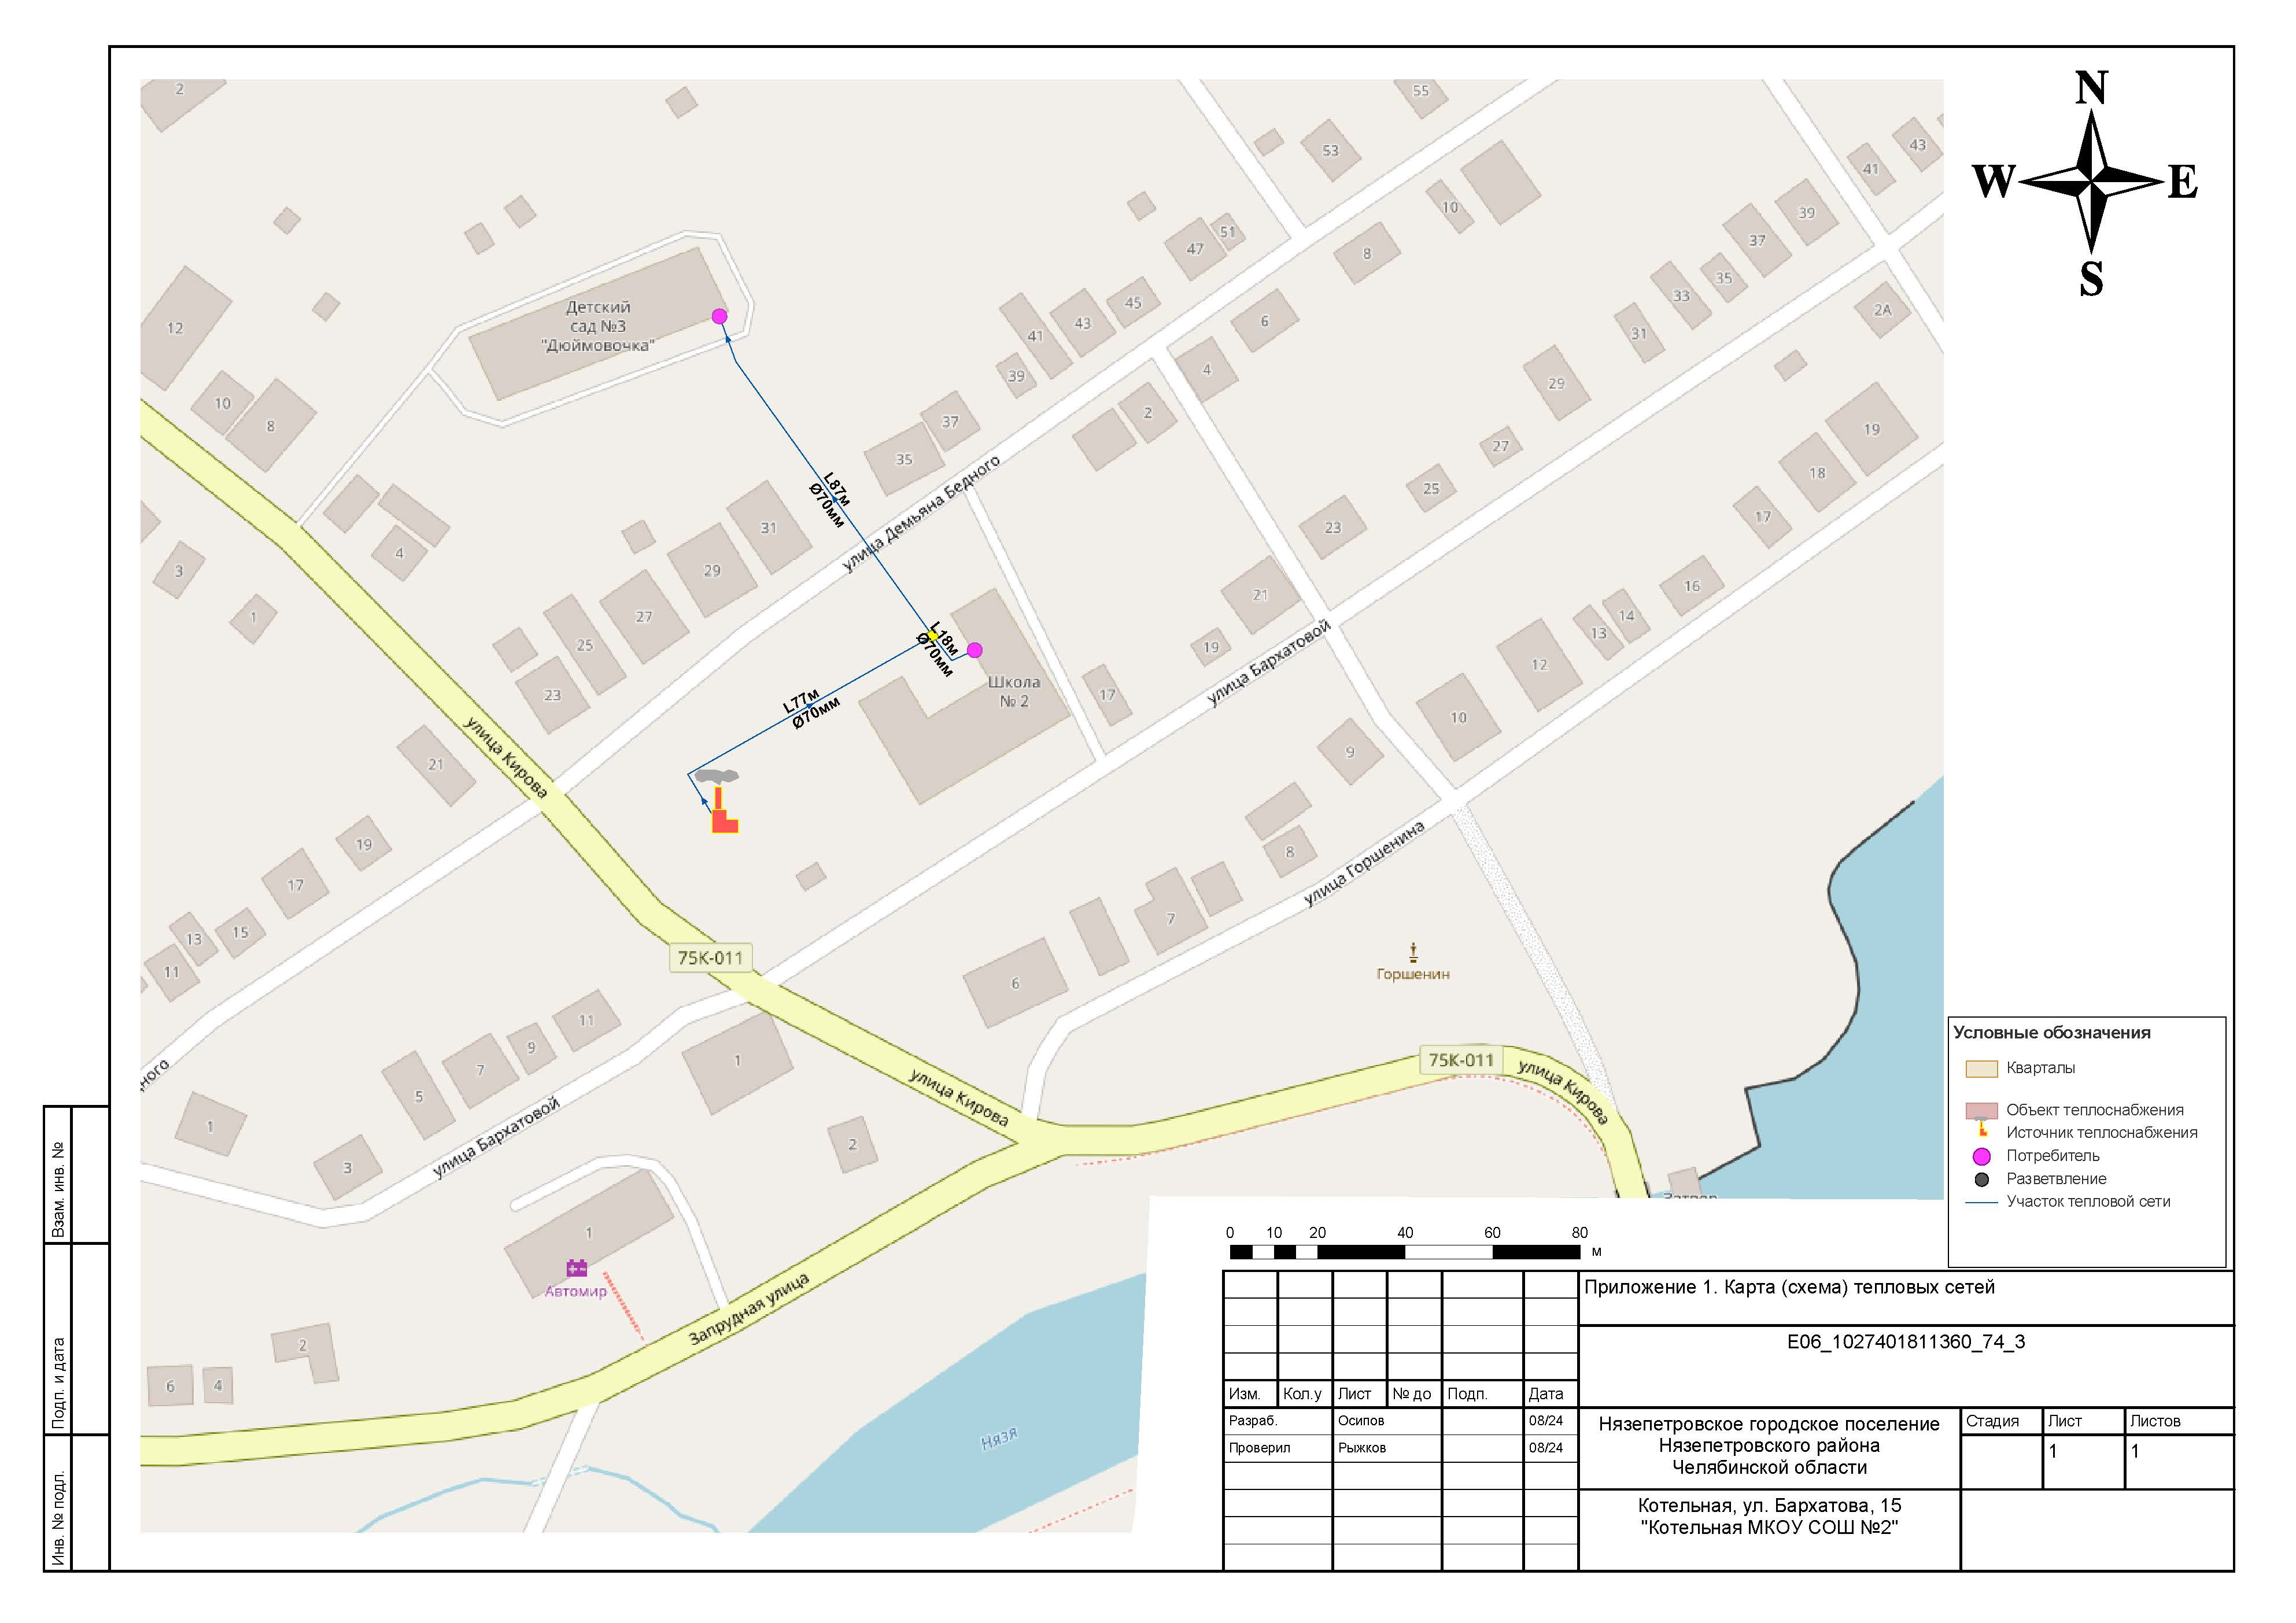 N
W
E
S
2
55
53
43
41
10
39
51
47
37
8
12
Детский
сад №3
"Дюймовочка"
45
35
43
6
33
2А
41
31
39
4
29
10
2
8
37
19
35
27
18
25
L87м
Ø70мм
улица Демьяна Бедного
17
31
23
4
29
3
16
21
1
27
14
L18м
Ø70мм
13
25
19
улица Бархатовой
12
23
Школа
№ 2
17
L77м
Ø70мм
10
улица Кирова
9
21
19
8
улица Горшенина
17
7
15
13
75К-011
11
6
Горшенин
11
9
1
75К-011
7
ного
5
улица Кирова
улица Кирова
1
улица Бархатовой
2
3
Затвор
1
Автомир
Запрудная улица
2
6
4
Нязя
Условные обозначения
Кварталы
Объект теплоснабжения
Источник теплоснабжения
Потребитель
Разветвление
Участок тепловой сети
0 10 20 40 60 80
м
Приложение 1. Карта (схема) тепловых сетей
E06_1027401811360_74_3
Изм. Кол.у Лист № до Подп. Дата
Разраб. Осипов 08/24
Проверил Рыжков 08/24
Нязепетровское городское поселение
Нязепетровского района
Челябинской области
Стадия Лист Листов
1 1
Котельная, ул. Бархатова, 15
"Котельная МКОУ СОШ №2"
Взам. инв. №
Подп. и дата
Инв. № подл.